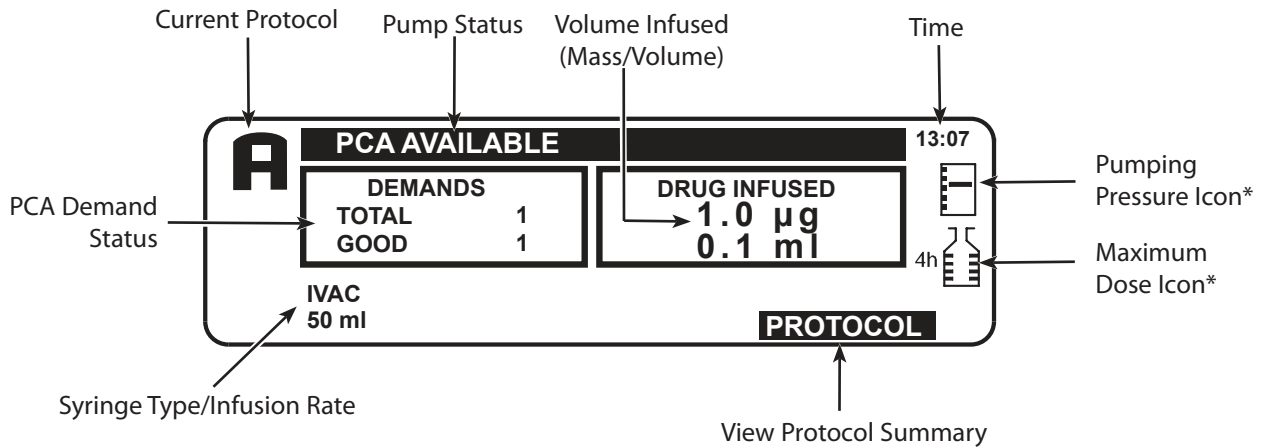 Current Protocol
Pump Status
Volume Infused
(Mass/Volume)
Time
A
PCA AVAILABLE
13:07
DEMANDS
TOTAL 1
GOOD 1
DRUG INFUSED
1.0 µg
0.1 ml
Pumping
Pressure Icon*
PCA Demand
Status
4h
Maximum
Dose Icon*
IVAC
50 ml
PROTOCOL
Syringe Type/Infusion Rate
View Protocol Summary